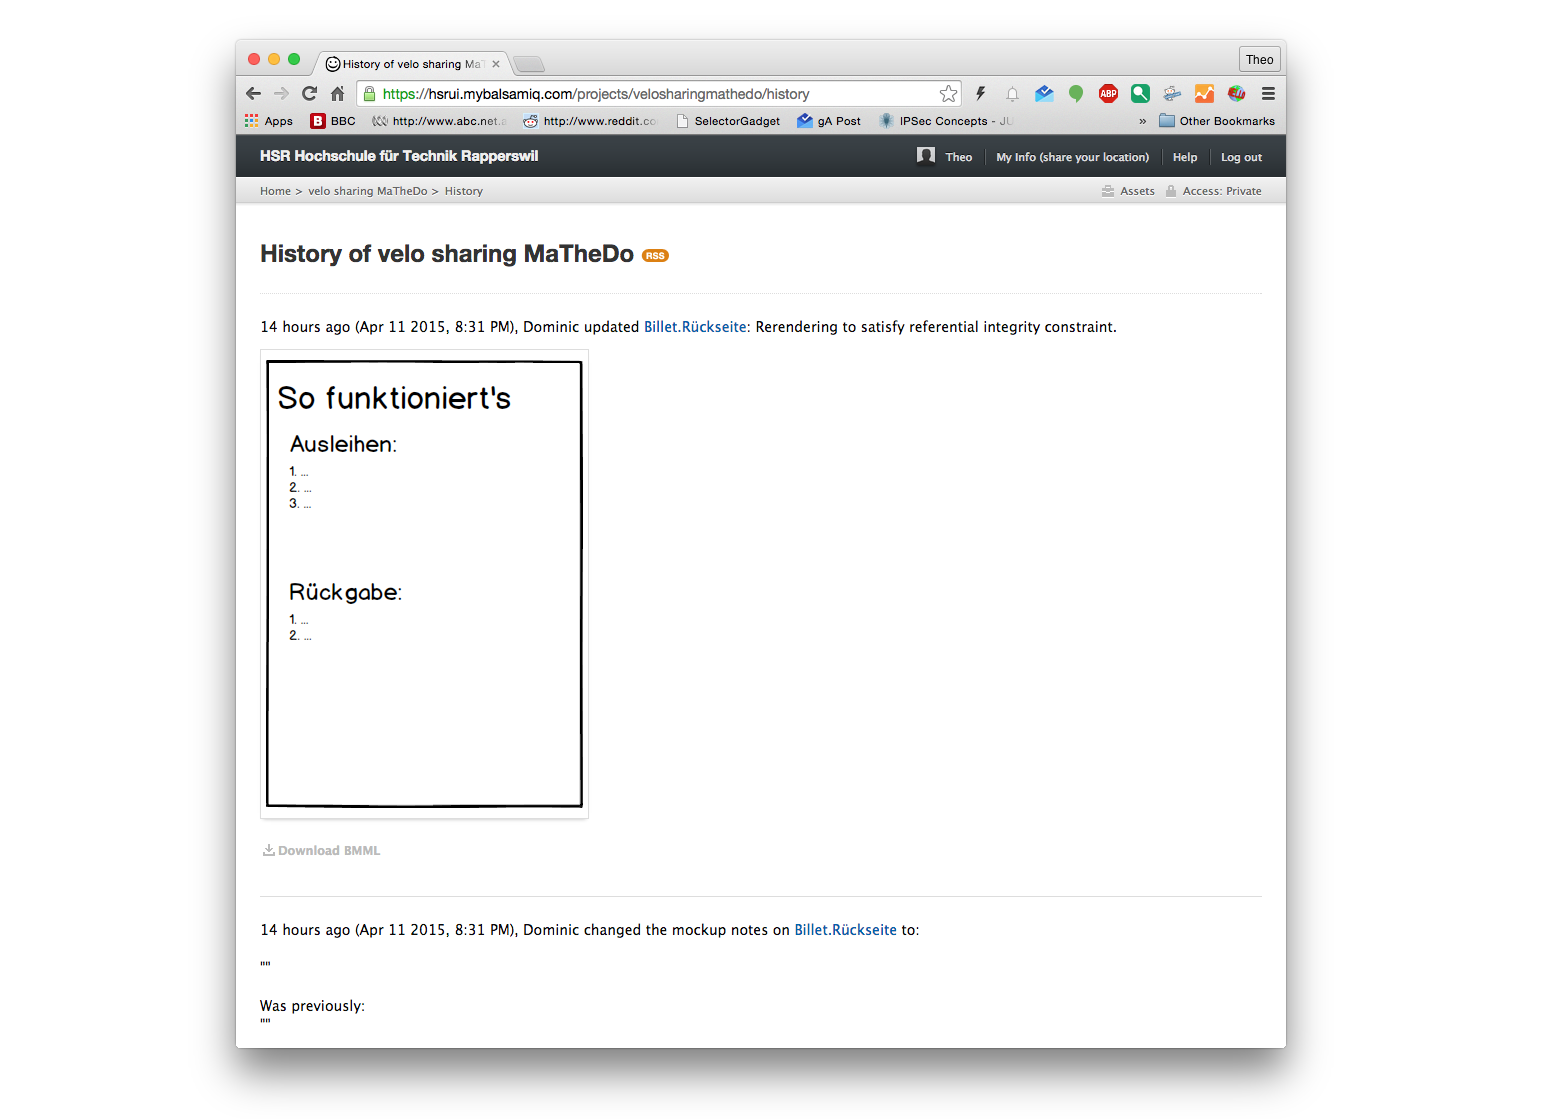 History of velo sharing MaT
Theo
https://hsrui.mybalsamiq.com/projects/velosharingmathedo/history
ABP
Apps B BBC http://www.abc.net.a http://www.reddit.co SelectorGadget gA Post IPSec Concepts - JU » Other Bookmarks
HSR Hochschule für Technik Rapperswil Theo My Info (share your location) Help Log out
Home > velo sharing MaTheDo > History Assets Access: Private
History of velo sharing MaTheDo RSS
14 hours ago (Apr 11 2015, 8:31 PM), Dominic updated Billet.Rückseite: Rerendering to satisfy referential integrity constraint.
So funktioniert's
Ausleihen:
1. ...
2. ...
3. ...
Rückgabe:
1. ...
2. ...
Download BMML
14 hours ago (Apr 11 2015, 8:31 PM), Dominic changed the mockup notes on Billet.Rückseite to:
""
Was previously:
""